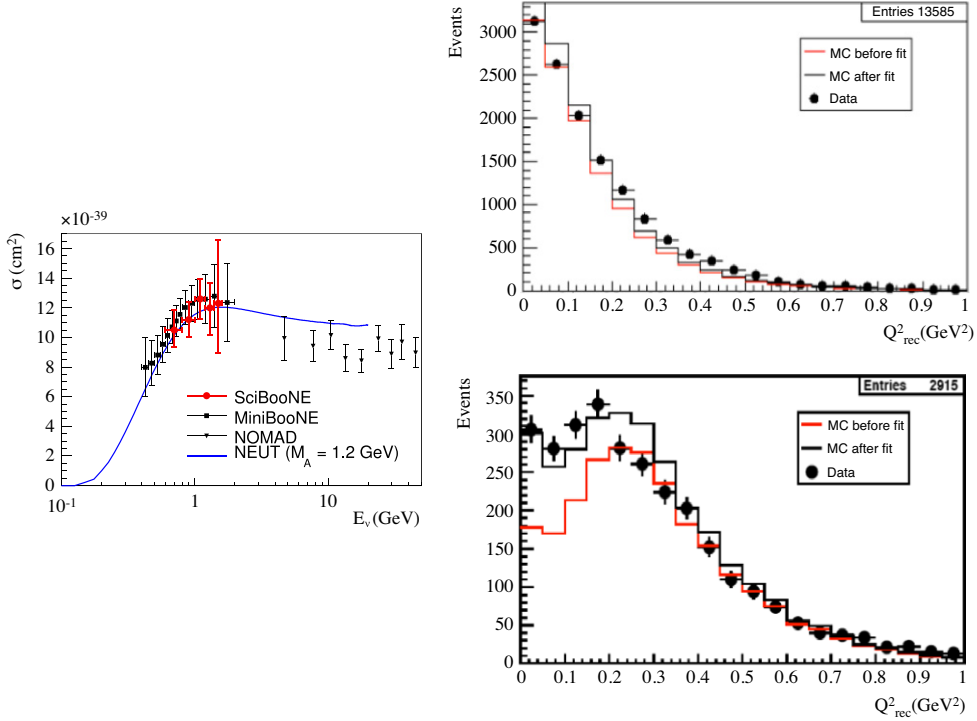 ×10⁻³⁹
σ (cm²)
16
14
12
10
8
6
4
2
0
SciBooNE
MiniBooNE
NOMAD
NEUT (M_A = 1.2 GeV)
10⁻¹ 1 10
E_ν(GeV)
Events
Entries 13585
3000
2500
2000
1500
1000
500
0
MC before fit
MC after fit
Data
0 0.1 0.2 0.3 0.4 0.5 0.6 0.7 0.8 0.9 1
Q²_rec(GeV²)
Events
Entries 2915
350
300
250
200
150
100
50
0
MC before fit
MC after fit
Data
0 0.1 0.2 0.3 0.4 0.5 0.6 0.7 0.8 0.9 1
Q²_rec(GeV²)